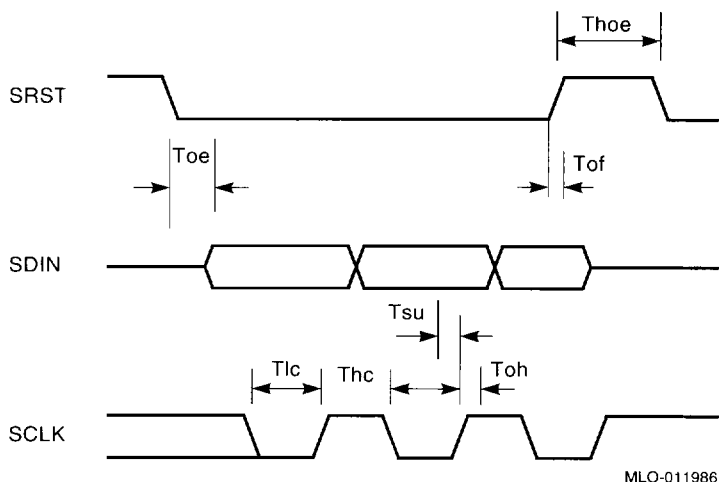 Thoe
SRST
Toe
Tof
SDIN
Tsu
Tlc
Thc
Toh
SCLK
MLO-011986